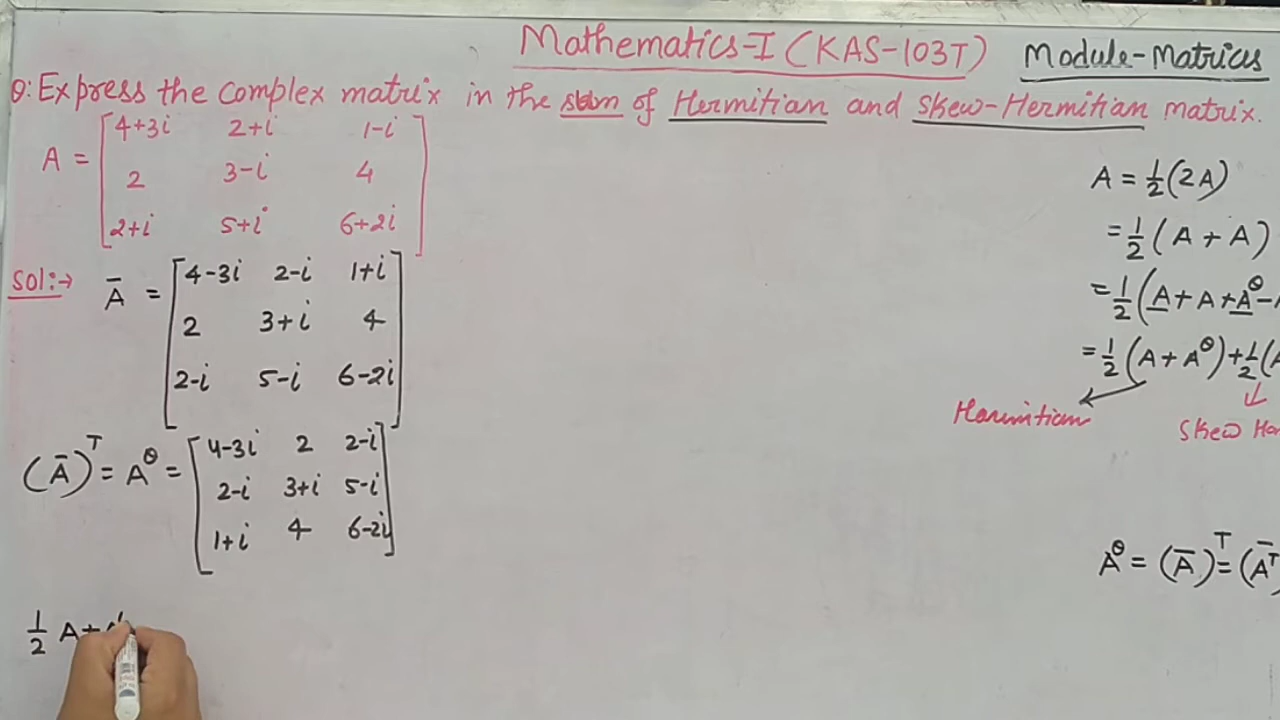 Mathematics-I (KAS-103T) Module-Matrices
Q: Express the complex matrix in the sum of Hermitian and Skew-Hermitian matrix.
A = [4+3i 2+i 1-i
2 3-i 4
2+i 5+i 6+2i]
Sol:→
Ā = [4-3i 2-i 1+i
2 3+i 4
2-i 5-i 6-2i]
(Ā)ᵀ = A^θ = [4-3i 2 2-i
2-i 3+i 5-i
1+i 4 6-2i]
1/2 A+
A = 1/2 (2A)
= 1/2 (A + A)
= 1/2 (A + A + A^θ -
= 1/2 (A + A^θ) + 1/2 (A
Harmitian
Skew
A^θ = (Ā)ᵀ = (Āᵀ